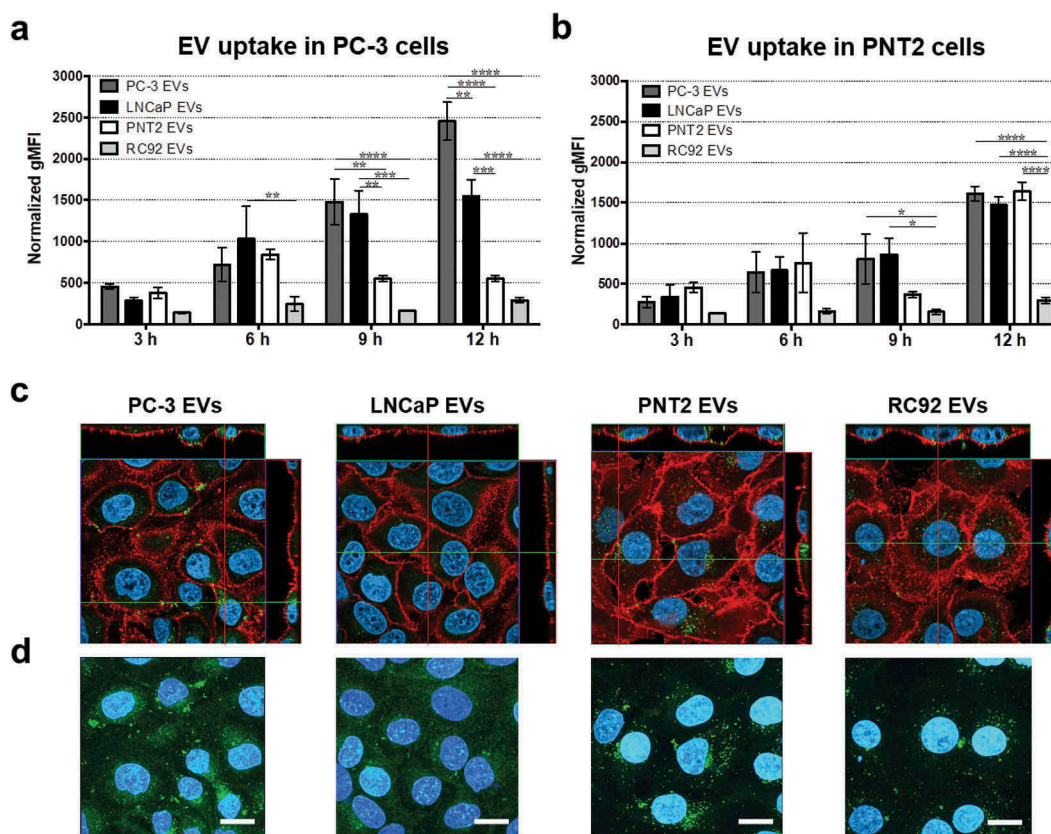 a
EV uptake in PC-3 cells
Normalized gMFI
3000
2500
2000
1500
1000
500
0
PC-3 EVs
LNCaP EVs
PNT2 EVs
RC92 EVs
**
****
**
***
**
****
****
**
****
***
3 h 6 h 9 h 12 h
b
EV uptake in PNT2 cells
Normalized gMFI
3000
2500
2000
1500
1000
500
0
PC-3 EVs
LNCaP EVs
PNT2 EVs
RC92 EVs
*
*
****
****
****
3 h 6 h 9 h 12 h
c
PC-3 EVs LNCaP EVs PNT2 EVs RC92 EVs
d